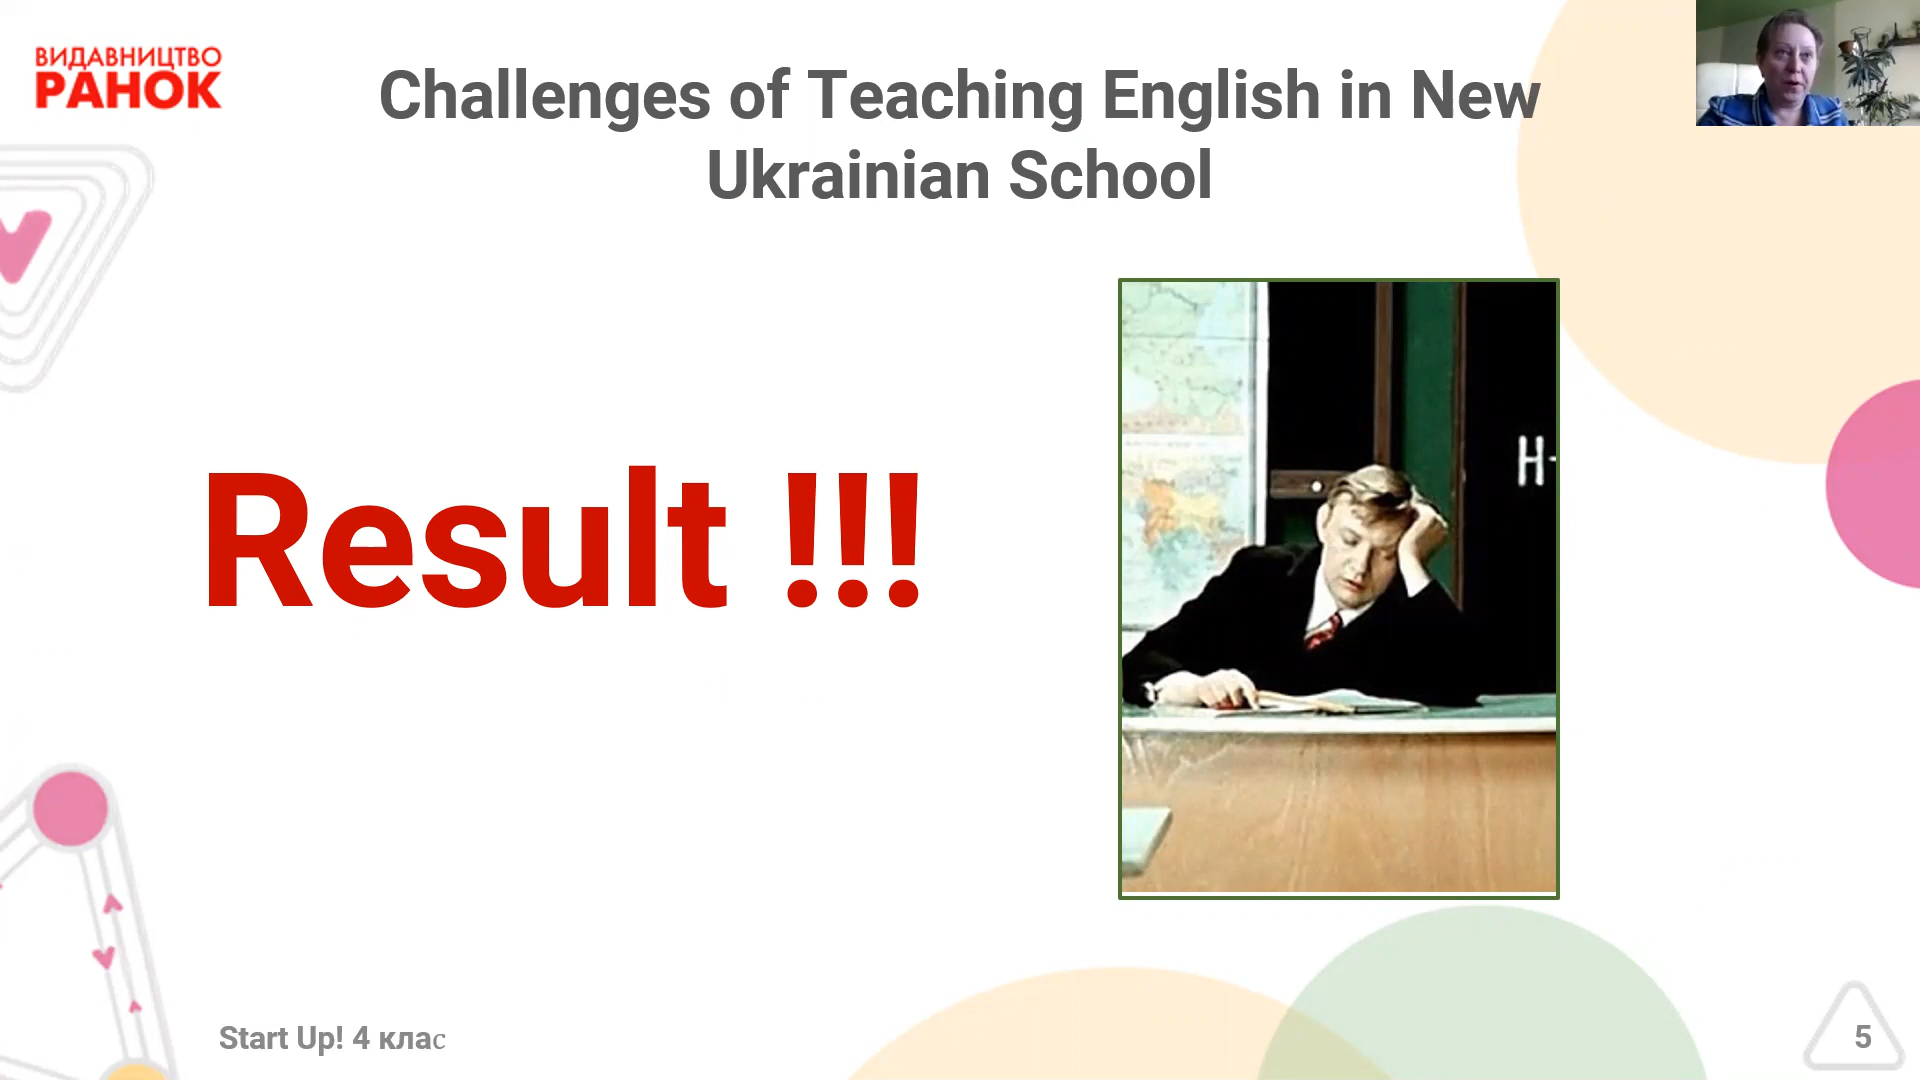 ВИДАВНИЦТВО
РАНОК
Challenges of Teaching English in New
Ukrainian School
Result !!!
Н-
Start Up! 4 клас
5